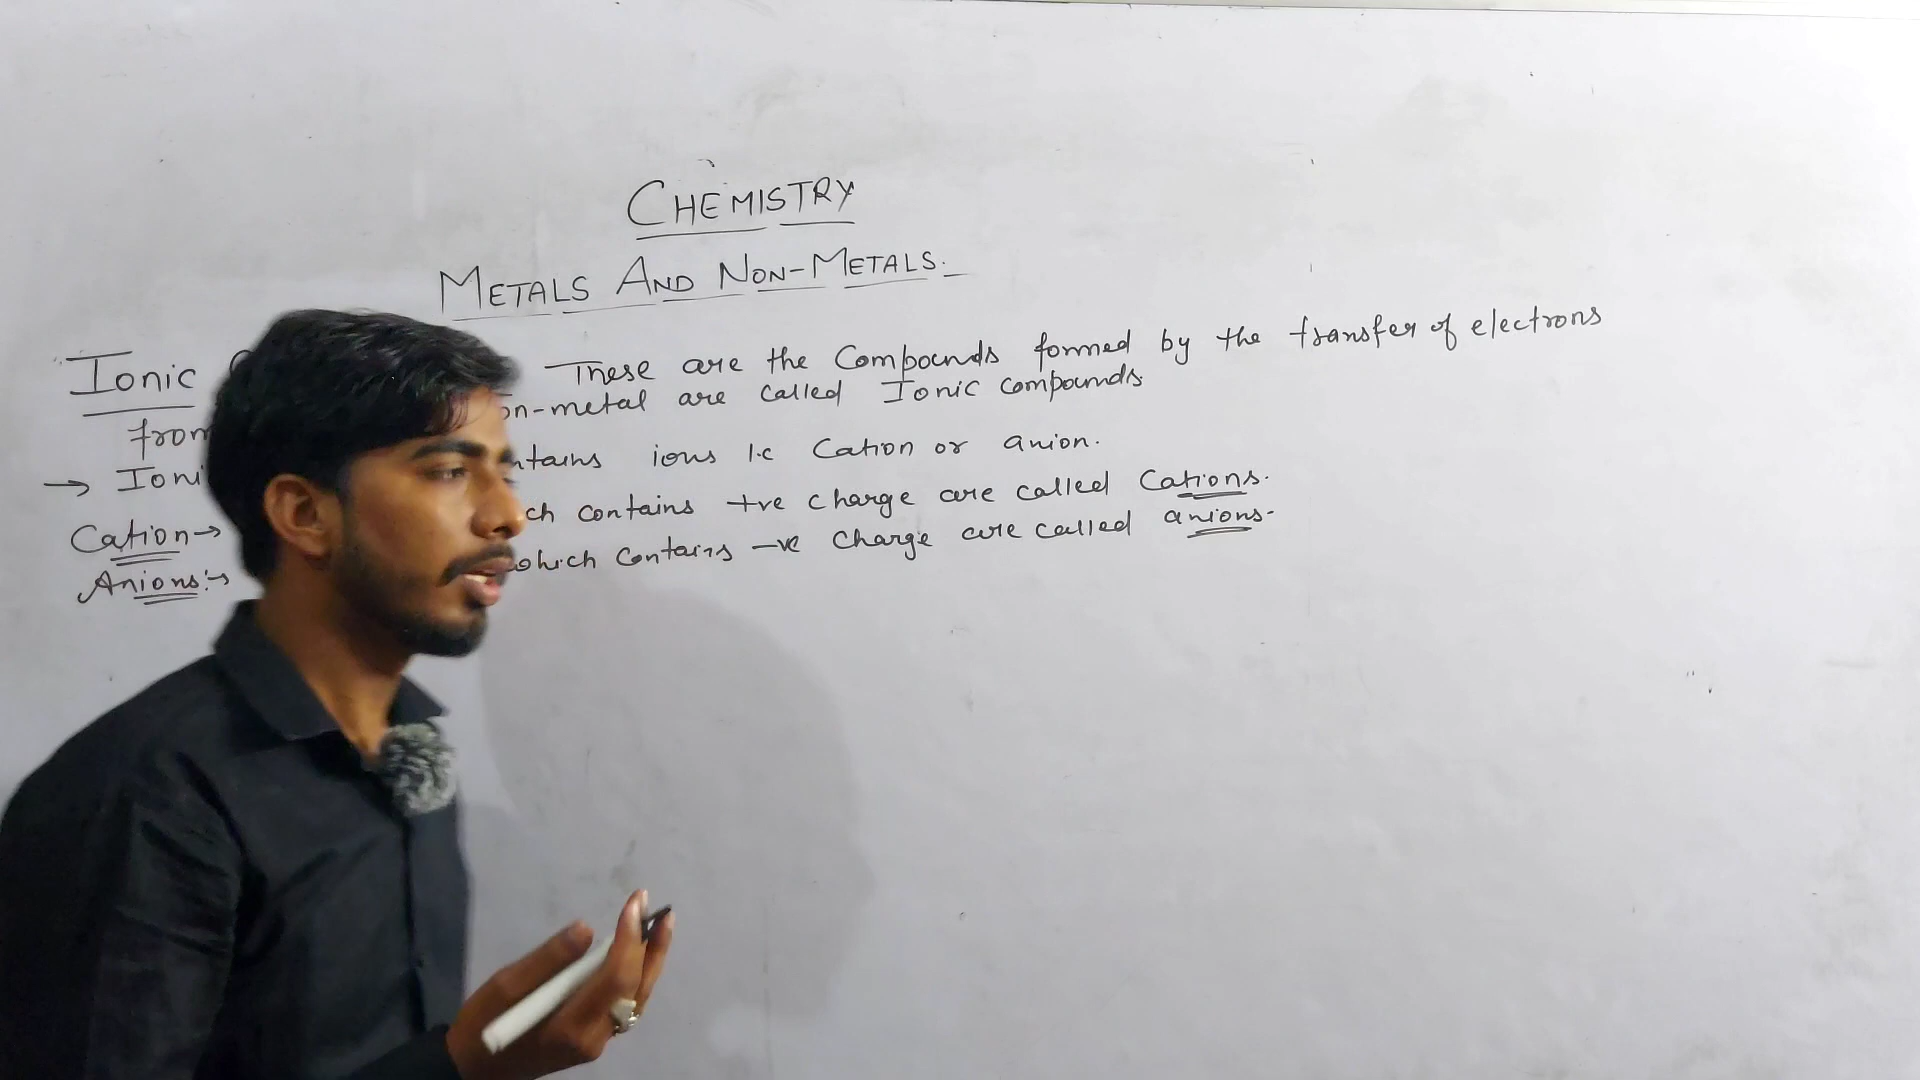 CHEMISTRY
METALS AND NON-METALS.
Ionic These are the Compounds formed by the transfer of electrons
from on-metal are called Ionic compounds
→ Ioni ntains ions i.e Cation or anion.
Cation→ ch contains +ve charge are called Cations.
Anions:→ which contains -ve charge are called anions.